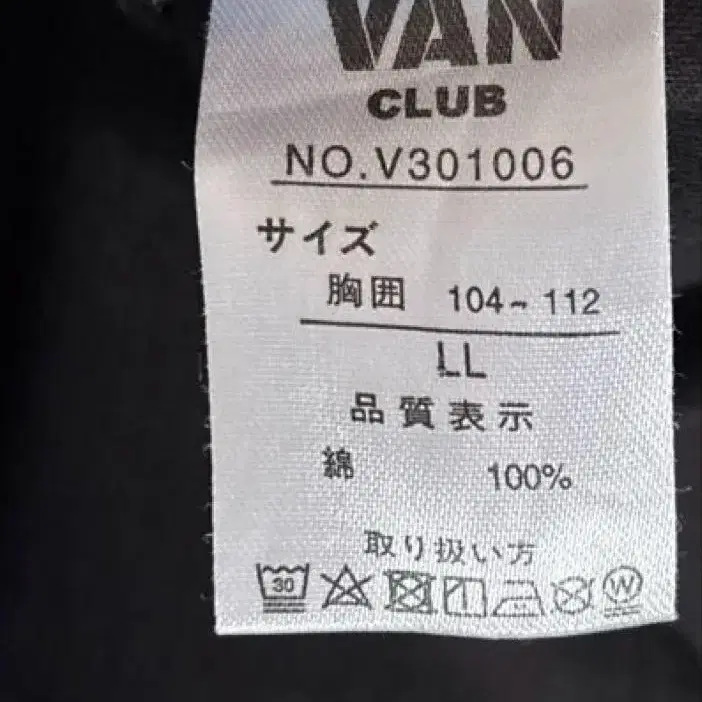 VAN
CLUB
NO.V301006
サイズ
胸囲 104~112
LL
品質表示
綿 100%
取り扱い方
30
W